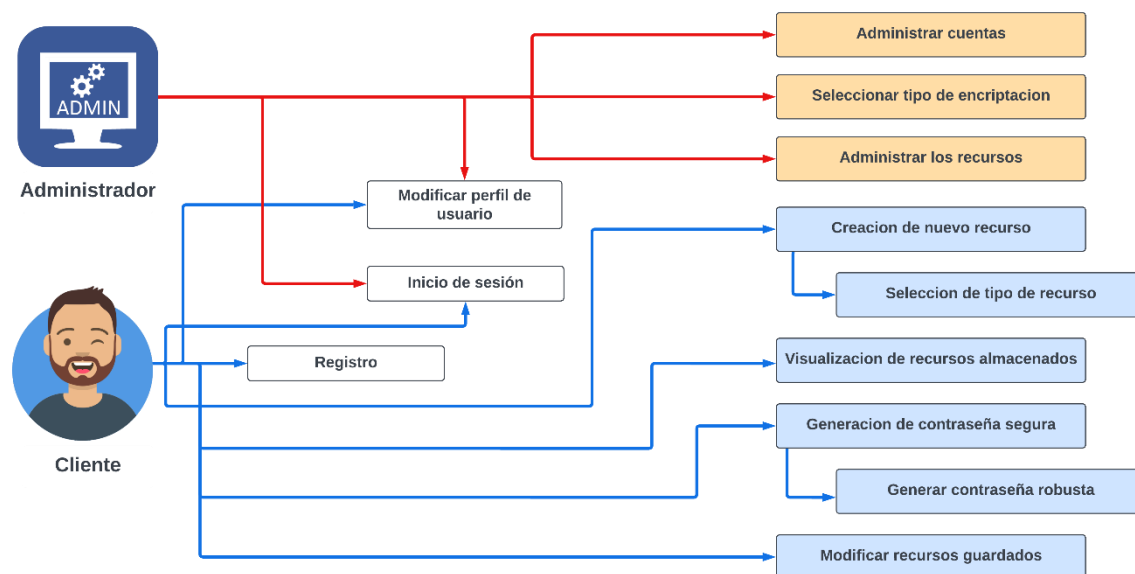 ADMIN
Administrador
Administrar cuentas
Seleccionar tipo de encriptacion
Administrar los recursos
Modificar perfil de
usuario
Creacion de nuevo recurso
Inicio de sesión
Seleccion de tipo de recurso
Registro
Visualizacion de recursos almacenados
Cliente
Generacion de contraseña segura
Generar contraseña robusta
Modificar recursos guardados